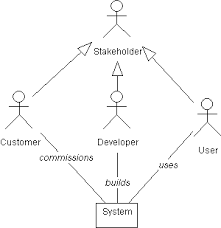 Stakeholder
Customer
Developer
User
commissions
builds
uses
System